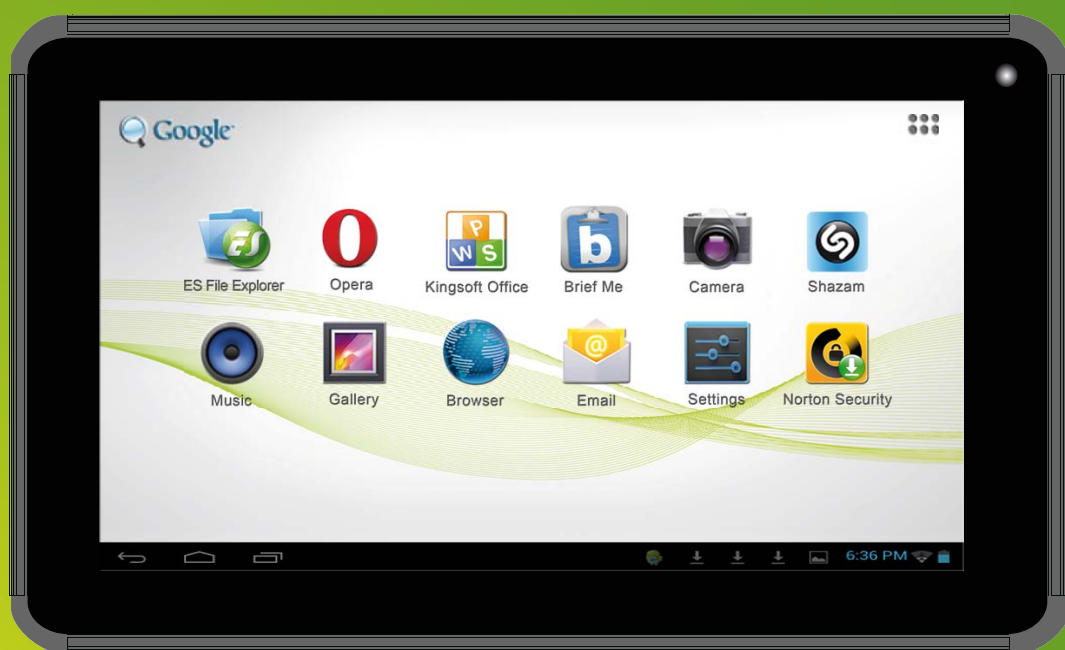 Google
ES File Explorer
Opera
P
W S
Kingsoft Office
b
Brief Me
Camera
Shazam
Music
Gallery
Browser
@
Email
Settings
Norton Security
6:36 PM